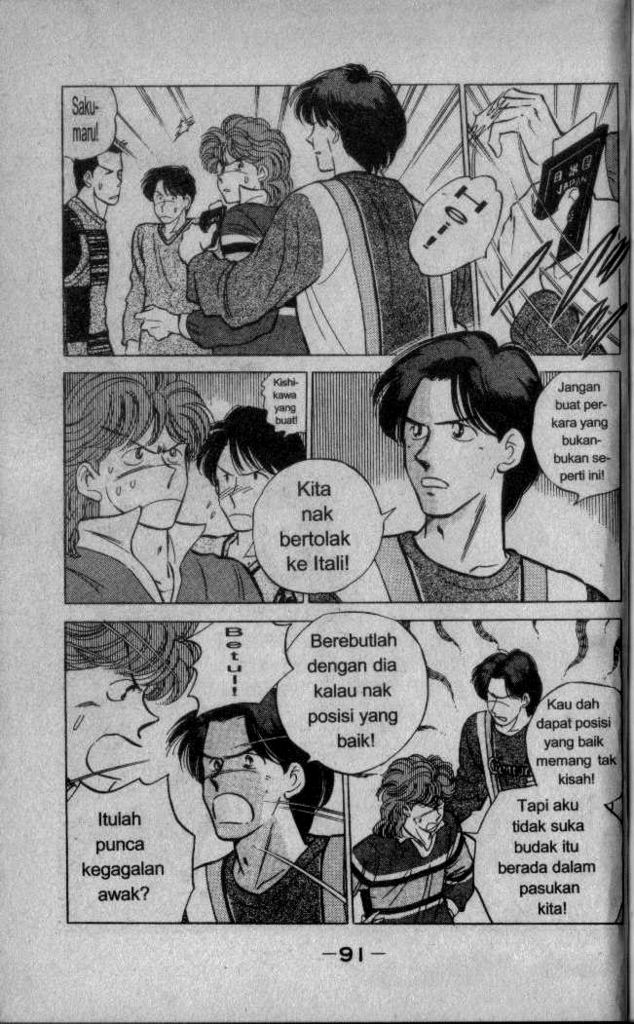 JAPAN
HOI!!
Saku-
maru!
Jangan
buat per-
kara yang
bukan-
bukan se-
perti ini!
Kita
nak
bertolak
ke Itali!
Kishi-
kawa
yang
buat!
Kau dah
dapat posisi
yang baik
memang tak
kisah!
Tapi aku
tidak suka
budak itu
berada dalam
pasukan
kita!
Berebutlah
dengan dia
kalau nak
posisi yang
baik!
Betul!
Itulah
punca
kegagalan
awak?
—91—